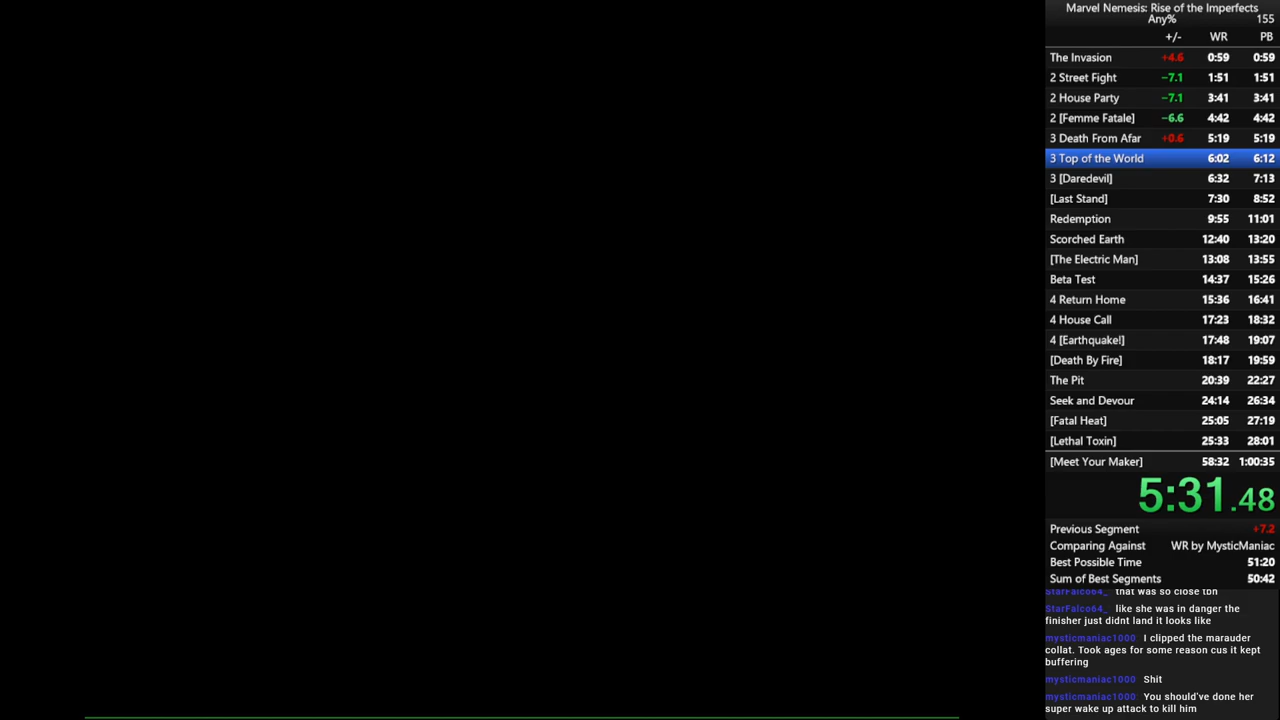 Marvel Nemesis: Rise of the Imperfects
Any% 155
+/- WR PB
The Invasion +4.6 0:59 0:59
2 Street Fight −7.1 1:51 1:51
2 House Party −7.1 3:41 3:41
2 [Femme Fatale] −6.6 4:42 4:42
3 Death From Afar +0.6 5:19 5:19
3 Top of the World 6:02 6:12
3 [Daredevil] 6:32 7:13
[Last Stand] 7:30 8:52
Redemption 9:55 11:01
Scorched Earth 12:40 13:20
[The Electric Man] 13:08 13:55
Beta Test 14:37 15:26
4 Return Home 15:36 16:41
4 House Call 17:23 18:32
4 [Earthquake!] 17:48 19:07
[Death By Fire] 18:17 19:59
The Pit 20:39 22:27
Seek and Devour 24:14 26:34
[Fatal Heat] 25:05 27:19
[Lethal Toxin] 25:33 28:01
[Meet Your Maker] 58:32 1:00:35
5:31.48
Previous Segment +7.2
Comparing Against WR by MysticManiac
Best Possible Time 51:20
Sum of Best Segments 50:42
StarFalco64_ that was so close tbh
StarFalco64_ like she was in danger the
finisher just didnt land it looks like
mysticmaniac1000 I clipped the marauder
collat. Took ages for some reason cus it kept
buffering
mysticmaniac1000 Shit
mysticmaniac1000 You should've done her
super wake up attack to kill him